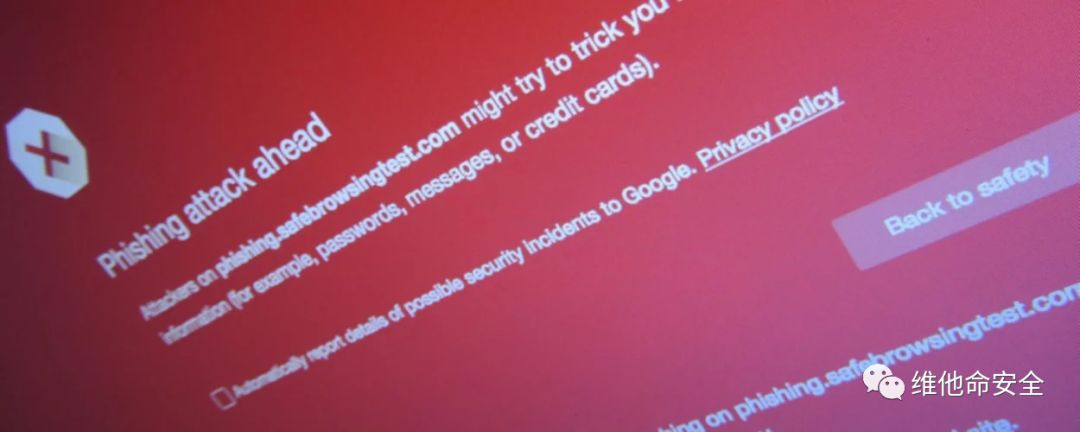 Phishing attack ahead
Attackers on phishing.safebrowsingtest.com might try to trick you
information (for example, passwords, messages, or credit cards).
Automatically report details of possible security incidents to Google. Privacy policy
Back to safety
on phishing.safebrowsingtest.com
site.
维他命安全